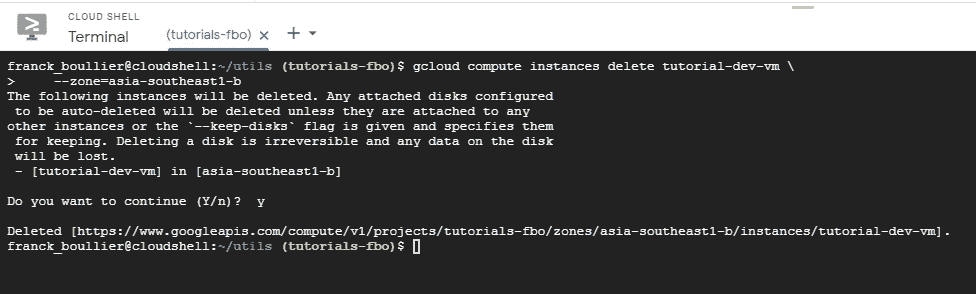 CLOUD SHELL
Terminal
(tutorials-fbo) × + ▾
franck_boullier@cloudshell:~/utils (tutorials-fbo)$ gcloud compute instances delete tutorial-dev-vm \
>     --zone=asia-southeast1-b
The following instances will be deleted. Any attached disks configured
 to be auto-deleted will be deleted unless they are attached to any
other instances or the `--keep-disks` flag is given and specifies them
 for keeping. Deleting a disk is irreversible and any data on the disk
 will be lost.
 - [tutorial-dev-vm] in [asia-southeast1-b]
Do you want to continue (Y/n)?  y
Deleted [https://www.googleapis.com/compute/v1/projects/tutorials-fbo/zones/asia-southeast1-b/instances/tutorial-dev-vm].
franck_boullier@cloudshell:~/utils (tutorials-fbo)$